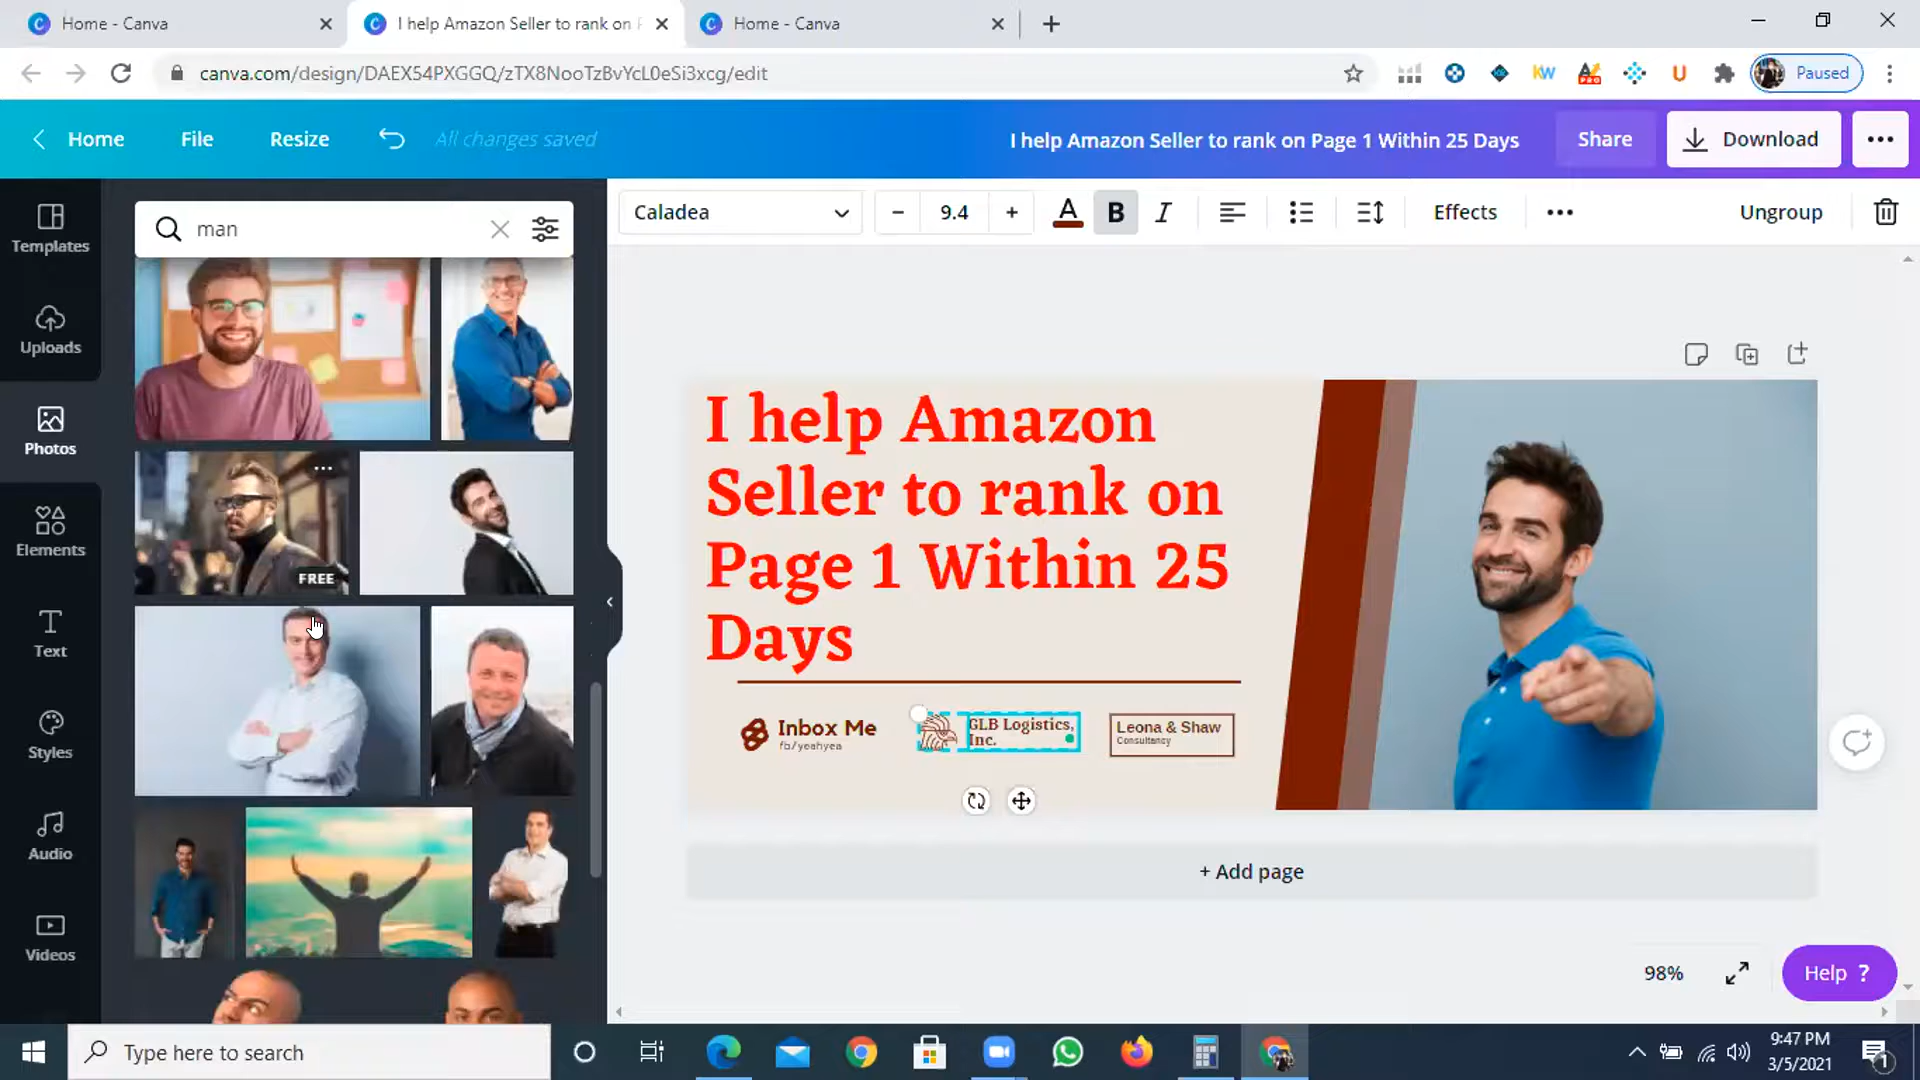 Home - Canva
I help Amazon Seller to rank on P
Home - Canva
canva.com/design/DAEX54PXGGQ/zTX8NooTzBvYcL0eSi3xcg/edit
KW
PRO
U
Paused
Home
File
Resize
All changes saved
I help Amazon Seller to rank on Page 1 Within 25 Days
Share
Download
Templates
Uploads
Photos
Elements
Text
Styles
Audio
Videos
man
FREE
Caladea
9.4
A
B
I
Effects
Ungroup
I help Amazon
Seller to rank on
Page 1 Within 25
Days
Inbox Me
fb/yeahyea
GLB Logistics,
Inc.
Leona & Shaw
Consultancy
+ Add page
98%
Help ?
Type here to search
9:47 PM
3/5/2021
1